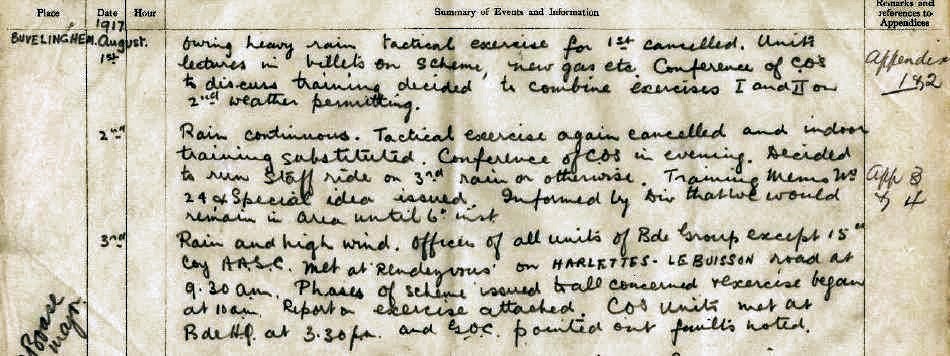 Place Date Hour Summary of Events and Information Remarks and references to Appendices
1917
BUVELINGHEM. August.
1st Owing heavy rain tactical exercise for 1st cancelled. Unit Appendix
lectures in billets on scheme, new gas etc. Conference of COs 1 & 2
to discuss training decided to combine exercises I and II on
2nd weather permitting.
2nd Rain continuous. Tactical exercise again cancelled and indoor
training substituted. Conference of COS in evening. Decided
to run Staff ride on 3rd rain or otherwise. Training Memo No App 3
24 & Special idea issued. Informed by Div that we would & 4
remain in Area until 6th inst
3rd Rain and high wind. Officers of all units of Bde Group except 15th
Coy A.A.S.C. met at 'Rendezvous' on HARLETTES - LE BUISSON road at
9.30 am. Phases of scheme issued to all concerned & exercise began
at 10 am. Report on exercise attached. COs Units met at
Bde H.Q. at 3.30 pm. and G.O.C. pointed out faults noted.
Major